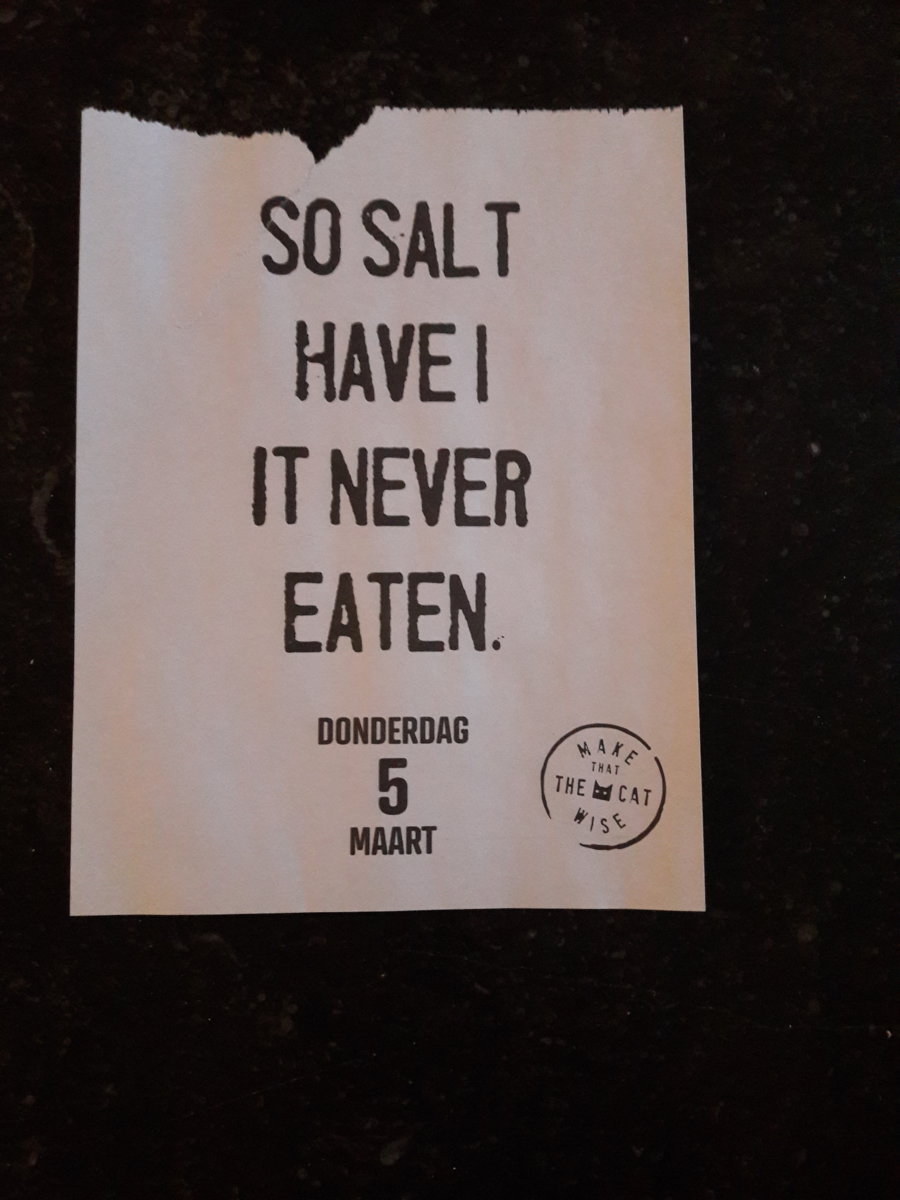 SO SALT
HAVE I
IT NEVER
EATEN.
DONDERDAG
5
MAART
MAKE
THAT
THE CAT
WISE